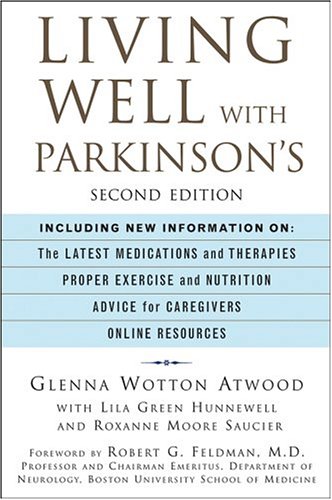 LIVING
WELL WITH
PARKINSON'S
SECOND EDITION
INCLUDING NEW INFORMATION ON:
The LATEST MEDICATIONS and THERAPIES
PROPER EXERCISE and NUTRITION
ADVICE for CAREGIVERS
ONLINE RESOURCES
GLENNA WOTTON ATWOOD
WITH LILA GREEN HUNNEWELL
AND ROXANNE MOORE SAUCIER
FOREWORD BY ROBERT G. FELDMAN, M.D.
PROFESSOR AND CHAIRMAN EMERITUS, DEPARTMENT OF
NEUROLOGY, BOSTON UNIVERSITY SCHOOL OF MEDICINE